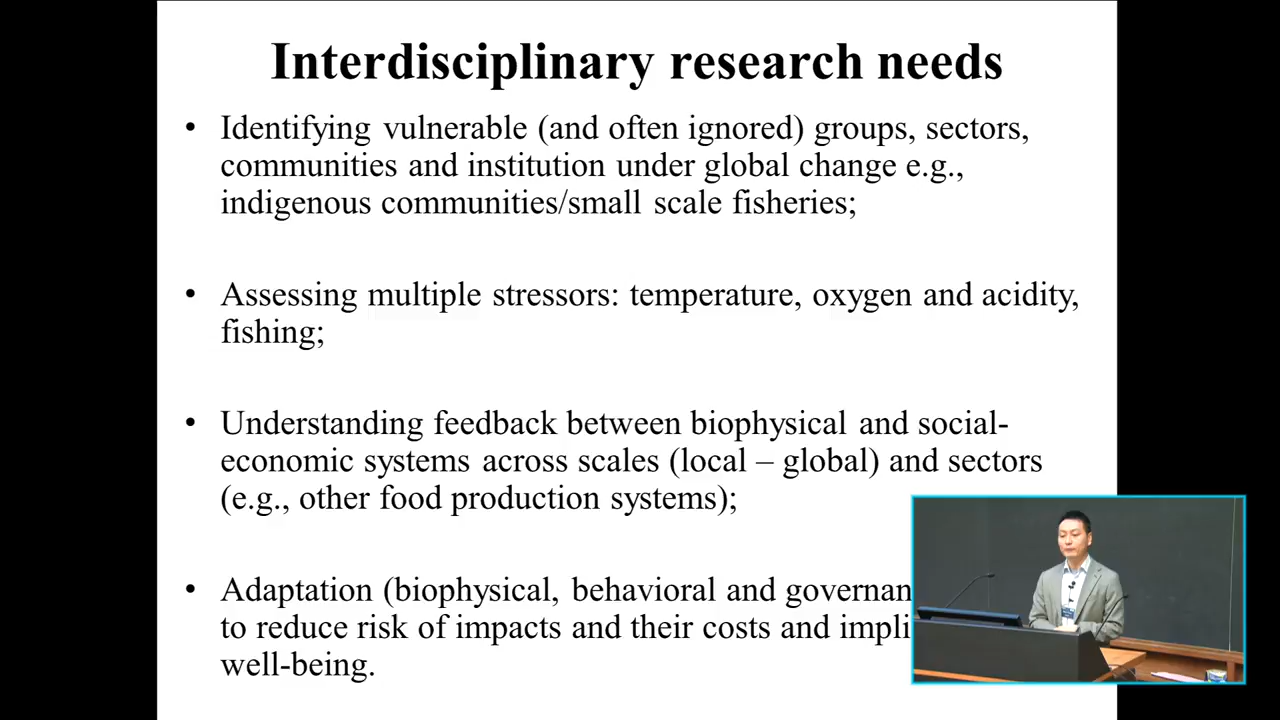 Interdisciplinary research needs
• Identifying vulnerable (and often ignored) groups, sectors,
communities and institution under global change e.g.,
indigenous communities/small scale fisheries;
• Assessing multiple stressors: temperature, oxygen and acidity,
fishing;
• Understanding feedback between biophysical and social-
economic systems across scales (local – global) and sectors
(e.g., other food production systems);
• Adaptation (biophysical, behavioral and
to reduce risk of impacts and their costs and
well-being.